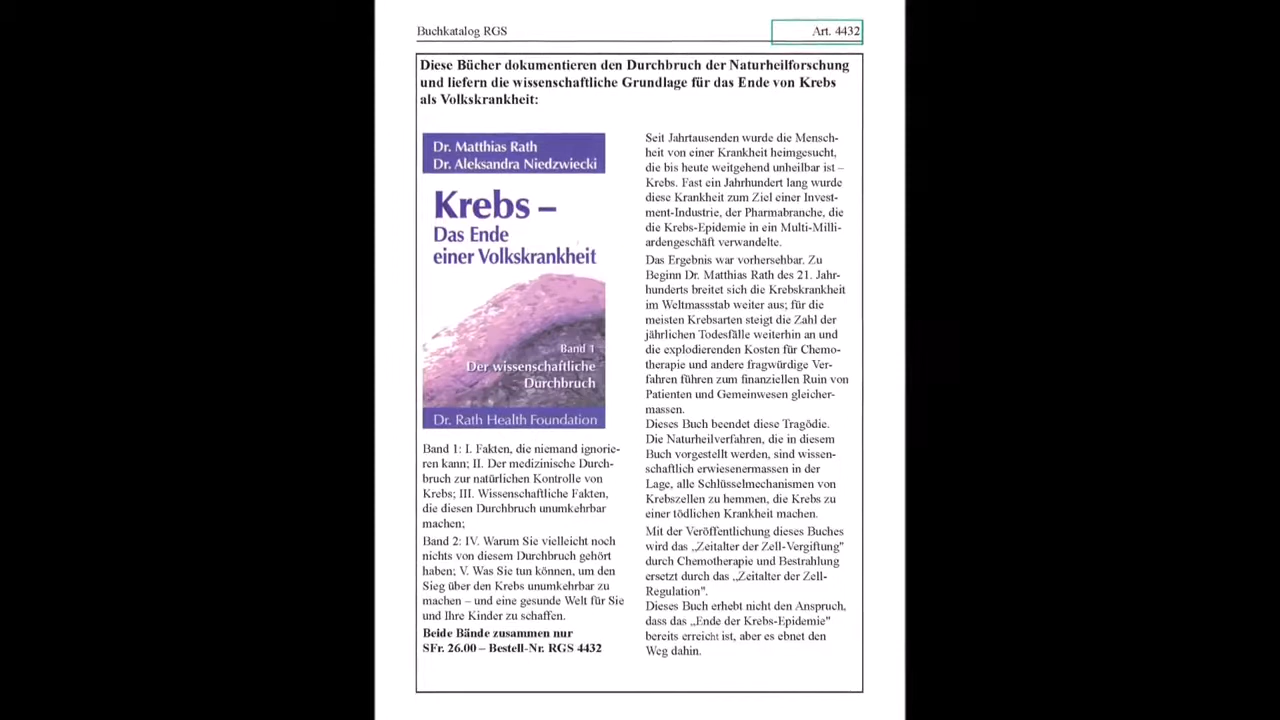 Buchkatalog RGS
Art. 4432
Diese Bücher dokumentieren den Durchbruch der Naturheilforschung
und liefern die wissenschaftliche Grundlage für das Ende von Krebs
als Volkskrankheit:
Dr. Matthias Rath
Dr. Aleksandra Niedzwiecki
Krebs –
Das Ende
einer Volkskrankheit
Band 1
Der wissenschaftliche
Durchbruch
Dr. Rath Health Foundation
Band 1: I. Fakten, die niemand ignorie-
ren kann; II. Der medizinische Durch-
bruch zur natürlichen Kontrolle von
Krebs; III. Wissenschaftliche Fakten,
die diesen Durchbruch unumkehrbar
machen;
Band 2: IV. Warum Sie vielleicht noch
nichts von diesem Durchbruch gehört
haben; V. Was Sie tun können, um den
Sieg über den Krebs unumkehrbar zu
machen – und eine gesunde Welt für Sie
und Ihre Kinder zu schaffen.
Beide Bände zusammen nur
SFr. 26.00 – Bestell-Nr. RGS 4432
Seit Jahrtausenden wurde die Mensch-
heit von einer Krankheit heimgesucht,
die bis heute weitgehend unheilbar ist –
Krebs. Fast ein Jahrhundert lang wurde
diese Krankheit zum Ziel einer Invest-
ment-Industrie, der Pharmabranche, die
die Krebs-Epidemie in ein Multi-Milli-
ardengeschäft verwandelte.
Das Ergebnis war vorhersehbar. Zu
Beginn Dr. Matthias Rath des 21. Jahr-
hunderts breitet sich die Krebskrankheit
im Weltmassstab weiter aus; für die
meisten Krebsarten steigt die Zahl der
jährlichen Todesfälle weiterhin an und
die explodierenden Kosten für Chemo-
therapie und andere fragwürdige Ver-
fahren führen zum finanziellen Ruin von
Patienten und Gemeinwesen gleicher-
massen.
Dieses Buch beendet diese Tragödie.
Die Naturheilverfahren, die in diesem
Buch vorgestellt werden, sind wissen-
schaftlich erwiesenermassen in der
Lage, alle Schlüsselmechanismen von
Krebszellen zu hemmen, die Krebs zu
einer tödlichen Krankheit machen.
Mit der Veröffentlichung dieses Buches
wird das „Zeitalter der Zell-Vergiftung"
durch Chemotherapie und Bestrahlung
ersetzt durch das „Zeitalter der Zell-
Regulation".
Dieses Buch erhebt nicht den Anspruch,
dass das „Ende der Krebs-Epidemie"
bereits erreicht ist, aber es ebnet den
Weg dahin.